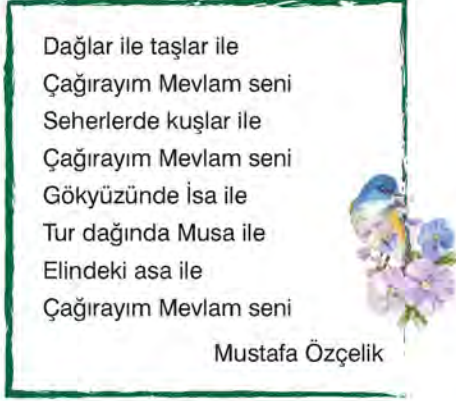 Dağlar ile taşlar ile
Çağırayım Mevlam seni
Seherlerde kuşlar ile
Çağırayım Mevlam seni
Gökyüzünde İsa ile
Tur dağında Musa ile
Elindeki asa ile
Çağırayım Mevlam seni
Mustafa Özçelik